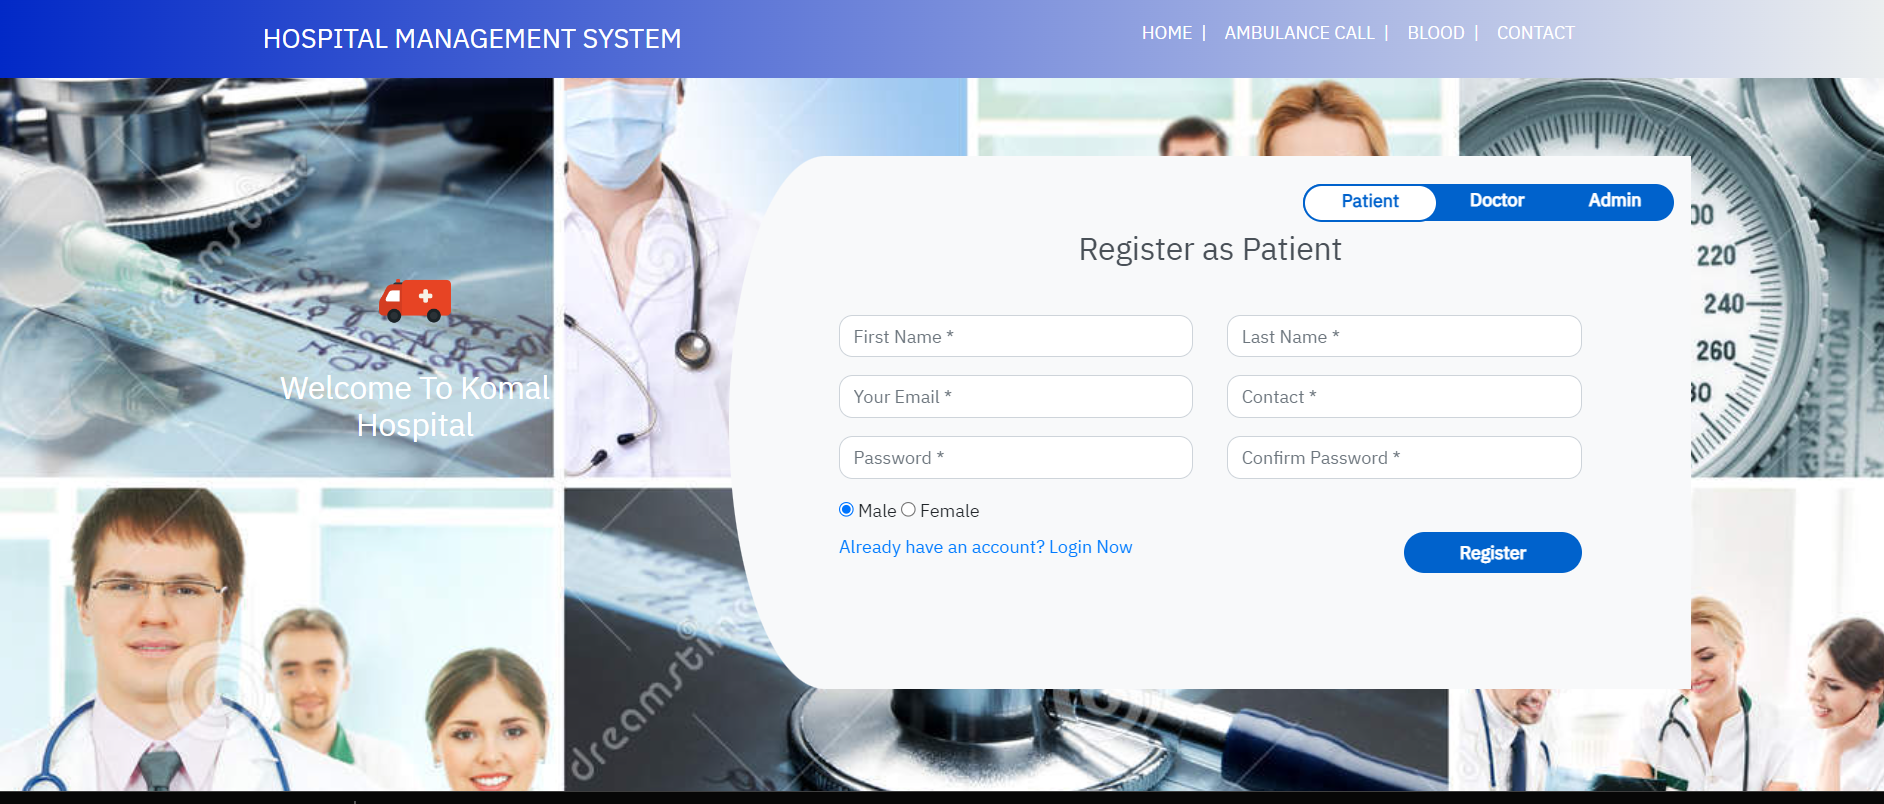 HOSPITAL MANAGEMENT SYSTEM
HOME | AMBULANCE CALL | BLOOD | CONTACT
Patient Doctor Admin
Register as Patient
First Name * Last Name *
Your Email * Contact *
Password * Confirm Password *
Male Female
Already have an account? Login Now
Register
Welcome To Komal
Hospital
220
240
260
dreamstime
dreamstime